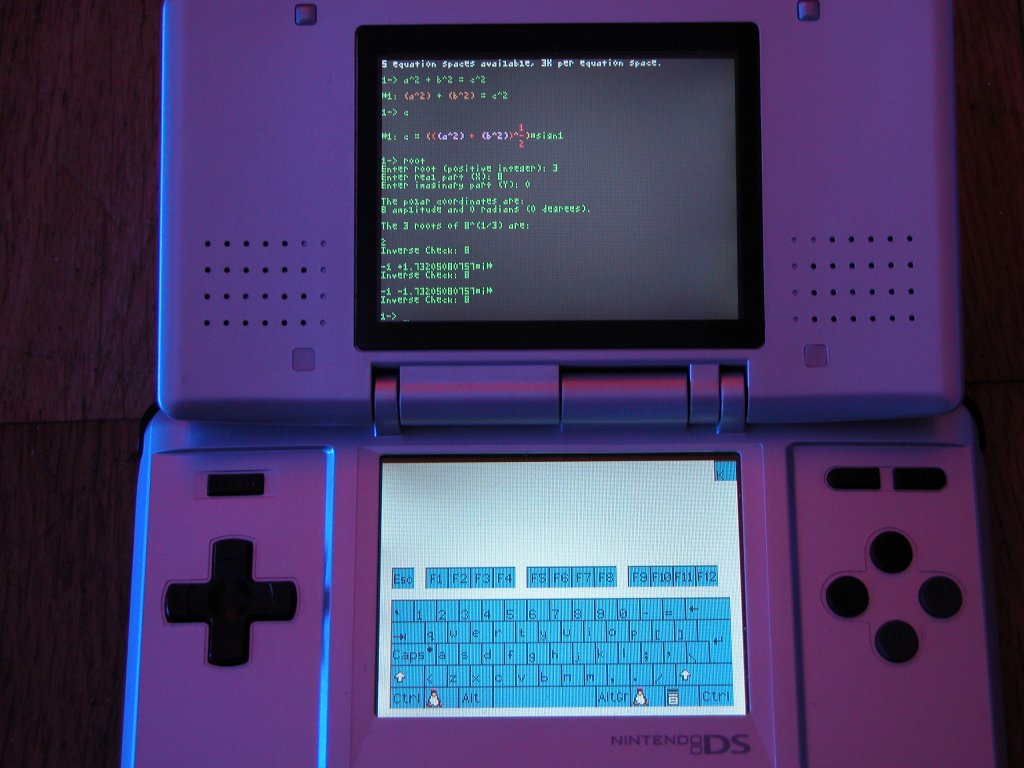 5 equation spaces available, 3K per equation space.
1-> a^2 + b^2 = c^2
#1: (a^2) + (b^2) = c^2
1-> c
1
#1: c = (((a^2) + (b^2))^-)*sign1
2
1-> root
Enter root (positive integer): 3
Enter real part (X): 8
Enter imaginary part (Y): 0
The polar coordinates are:
8 amplitude and 0 radians (0 degrees).
The 3 roots of 8^(1/3) are:
2
Inverse Check: 8
-1 +1.73205080757*i#
Inverse Check: 8
-1 -1.73205080757*i#
Inverse Check: 8
1-> _
K
Esc F1 F2 F3 F4 F5 F6 F7 F8 F9 F10 F11 F12
` 1 2 3 4 5 6 7 8 9 0 - = ←
q w e r t y u i o p [ ]
Caps a s d f g h j k l ; ' \
< z x c v b n m , . /
Ctrl Alt AltGr Ctrl
NINTENDO DS